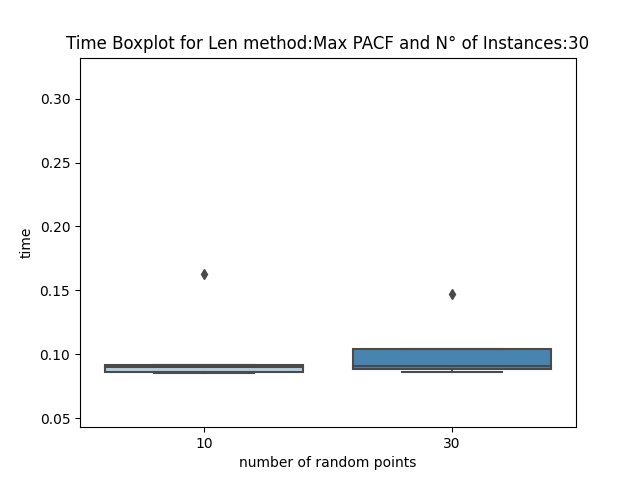 Time Boxplot for Len method:Max PACF and N° of Instances:30
0.30
0.25
0.20
time
0.15
0.10
0.05
10
30
number of random points